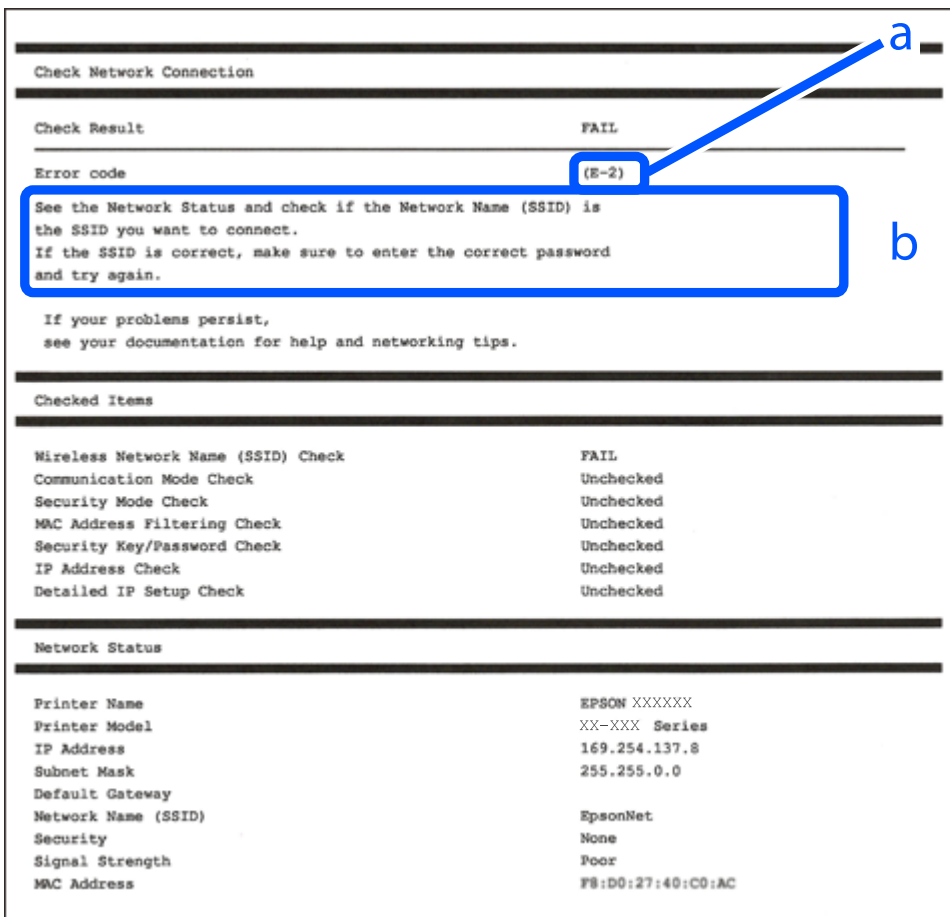 a
Check Network Connection
Check Result FAIL
Error code (E-2)
See the Network Status and check if the Network Name (SSID) is
the SSID you want to connect.
If the SSID is correct, make sure to enter the correct password
and try again.
b
If your problems persist,
see your documentation for help and networking tips.
Checked Items
Wireless Network Name (SSID) Check FAIL
Communication Mode Check Unchecked
Security Mode Check Unchecked
MAC Address Filtering Check Unchecked
Security Key/Password Check Unchecked
IP Address Check Unchecked
Detailed IP Setup Check Unchecked
Network Status
Printer Name EPSON XXXXXX
Printer Model XX-XXX Series
IP Address 169.254.137.8
Subnet Mask 255.255.0.0
Default Gateway
Network Name (SSID) EpsonNet
Security None
Signal Strength Poor
MAC Address F8:D0:27:40:C0:AC